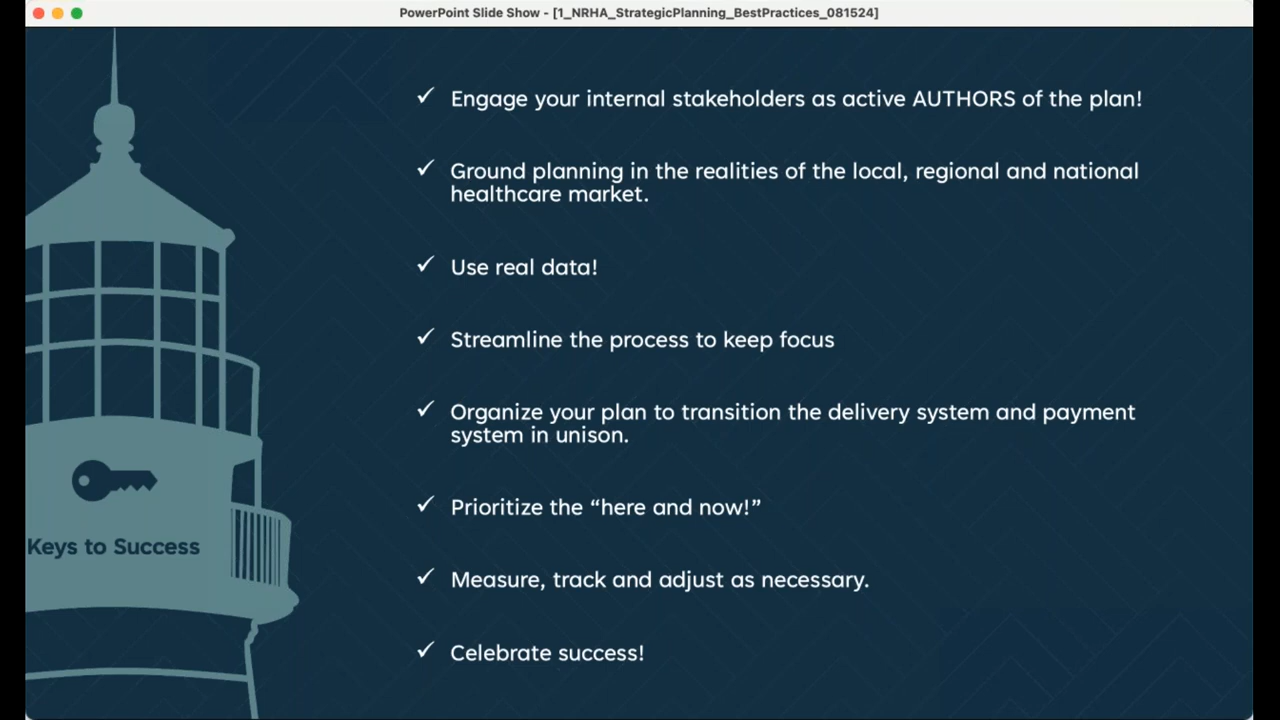 PowerPoint Slide Show - [1_NRHA_StrategicPlanning_BestPractices_081524]
Engage your internal stakeholders as active AUTHORS of the plan!
Ground planning in the realities of the local, regional and national
healthcare market.
Use real data!
Streamline the process to keep focus
Organize your plan to transition the delivery system and payment
system in unison.
Prioritize the “here and now!”
Measure, track and adjust as necessary.
Celebrate success!
Keys to Success